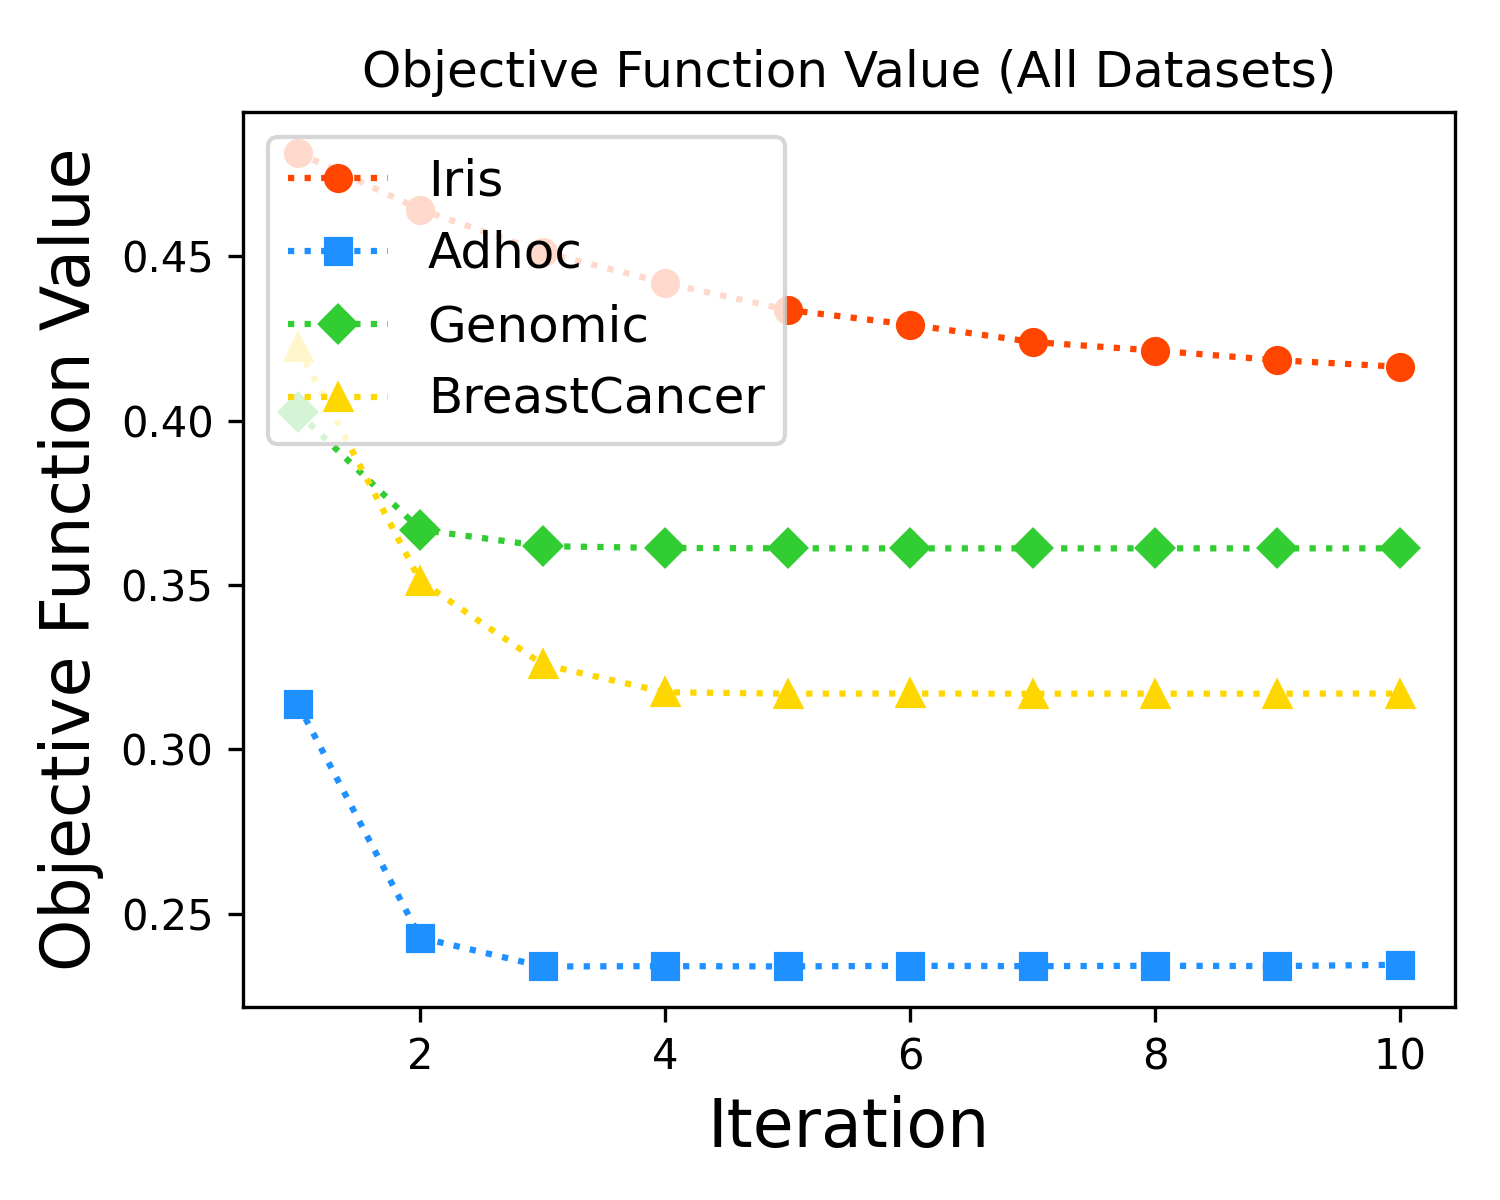 Objective Function Value (All Datasets)
Objective Function Value
Iris
Adhoc
Genomic
BreastCancer
0.45
0.40
0.35
0.30
0.25
2 4 6 8 10
Iteration